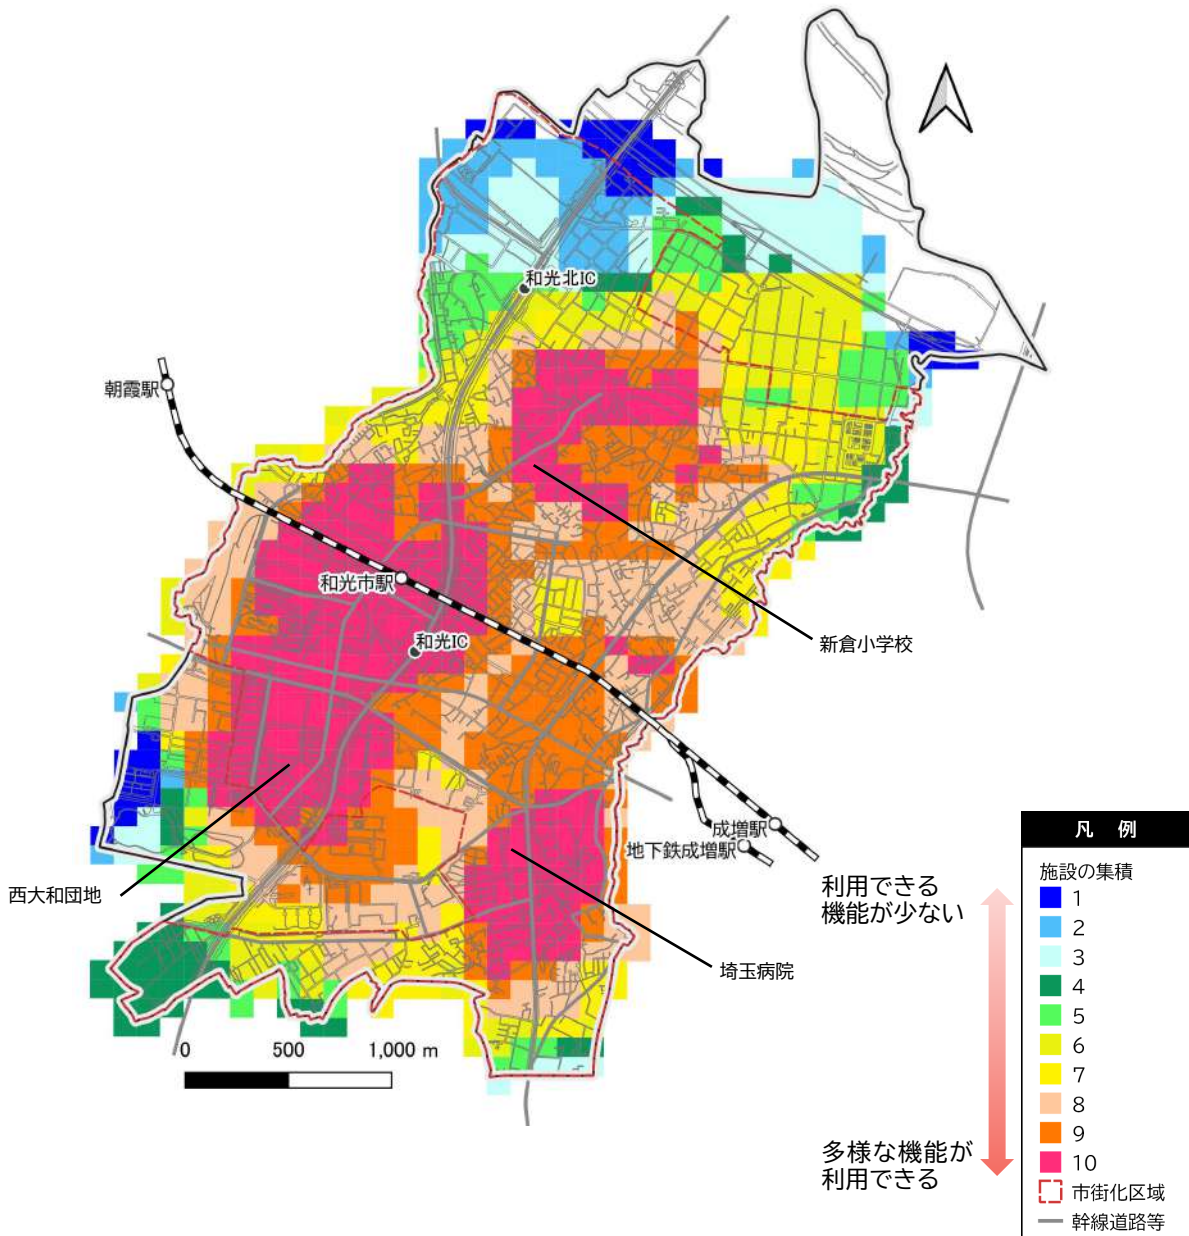 和光北IC
朝霞駅
和光市駅
和光IC
新倉小学校
成増駅
地下鉄成増駅
西大和団地
埼玉病院
0 500 1,000 m
利用できる
機能が少ない
多様な機能が
利用できる
凡 例
施設の集積
1
2
3
4
5
6
7
8
9
10
市街化区域
幹線道路等